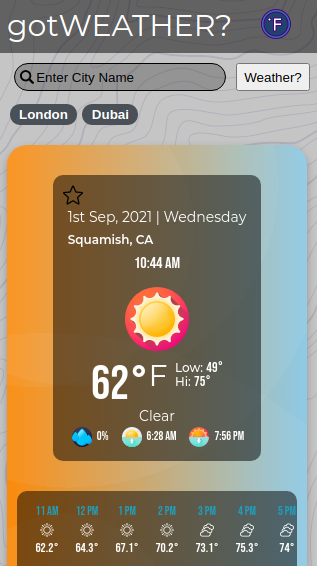 gotWEATHER? °F
Enter City Name Weather?
London Dubai
1st Sep, 2021 | Wednesday
Squamish, CA
10:44 AM
62°F Low: 49°
Hi: 75°
Clear
0% 6:28 AM 7:56 PM
11 AM 12 PM 1 PM 2 PM 3 PM 4 PM 5 PM
62.2° 64.3° 67.1° 70.2° 73.1° 75.3° 74°